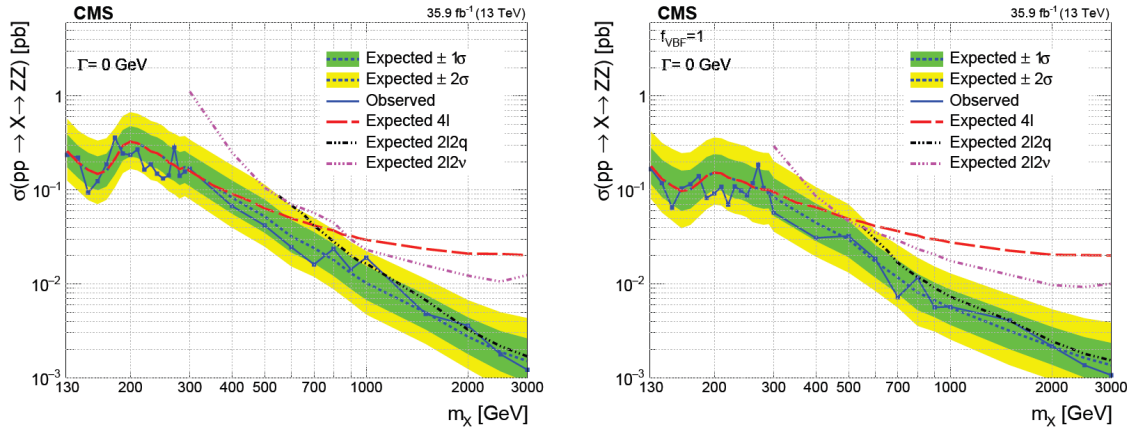 CMS
35.9 fb⁻¹ (13 TeV)
σ(pp → X → ZZ) [pb]
Γ = 0 GeV
Expected ± 1σ
Expected ± 2σ
Observed
Expected 4l
Expected 2l2q
Expected 2l2ν
1
10⁻¹
10⁻²
10⁻³
130 200 300 400 500 700 1000 2000 3000
m_X [GeV]
CMS
35.9 fb⁻¹ (13 TeV)
σ(pp → X → ZZ) [pb]
f_VBF=1
Γ = 0 GeV
Expected ± 1σ
Expected ± 2σ
Observed
Expected 4l
Expected 2l2q
Expected 2l2ν
1
10⁻¹
10⁻²
10⁻³
130 200 300 400 500 700 1000 2000 3000
m_X [GeV]